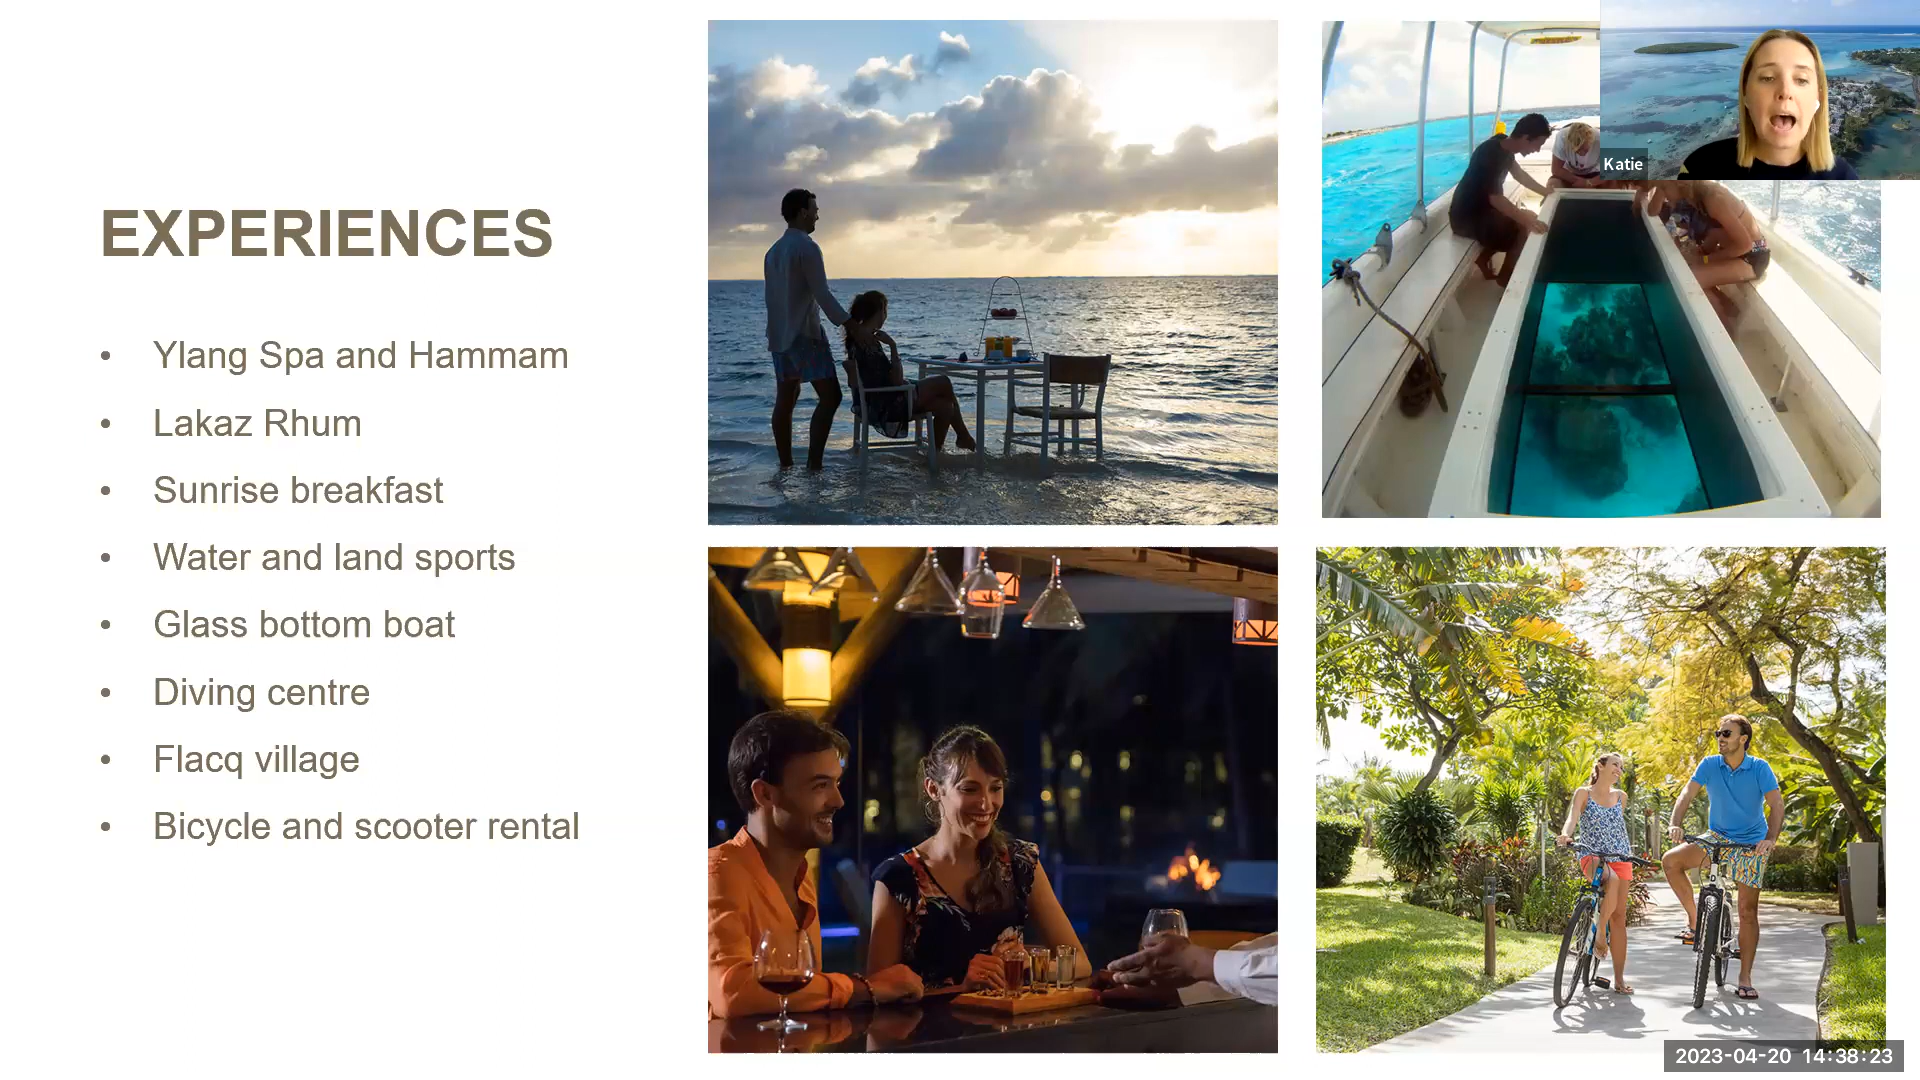 EXPERIENCES
• Ylang Spa and Hammam
• Lakaz Rhum
• Sunrise breakfast
• Water and land sports
• Glass bottom boat
• Diving centre
• Flacq village
• Bicycle and scooter rental
Katie
2023-04-20 14:38:23